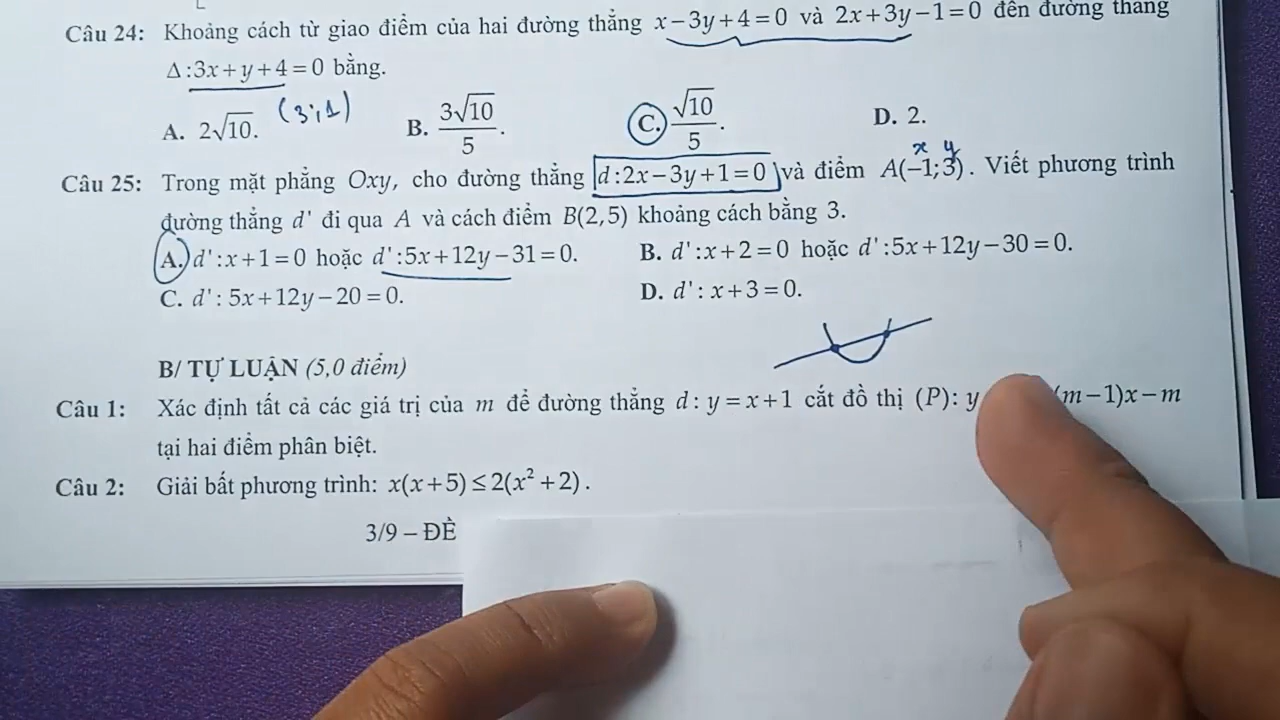 Câu 24: Khoảng cách từ giao điểm của hai đường thẳng x−3y+4=0 và 2x+3y−1=0 đến đường thẳng
Δ:3x+y+4=0 bằng.
(3;1)
A. 2√10. B. 3√10/5. C. √10/5. D. 2.
x y
Câu 25: Trong mặt phẳng Oxy, cho đường thẳng d:2x−3y+1=0 và điểm A(−1;3). Viết phương trình
đường thẳng d' đi qua A và cách điểm B(2,5) khoảng cách bằng 3.
A. d':x+1=0 hoặc d':5x+12y−31=0. B. d':x+2=0 hoặc d':5x+12y−30=0.
C. d': 5x+12y−20=0. D. d': x+3=0.
B/ TỰ LUẬN (5,0 điểm)
Câu 1: Xác định tất cả các giá trị của m để đường thẳng d: y=x+1 cắt đồ thị (P): y (m−1)x−m
tại hai điểm phân biệt.
Câu 2: Giải bất phương trình: x(x+5)≤2(x²+2).
3/9 – ĐỀ